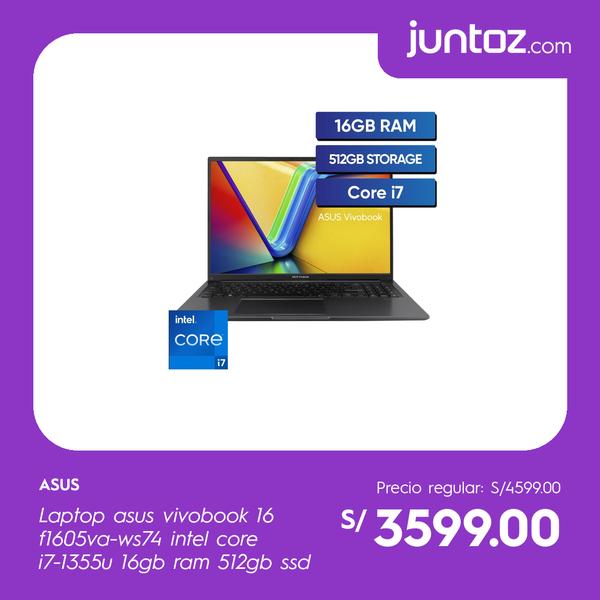 juntoz.com
16GB RAM
512GB STORAGE
Core i7
ASUS Vivobook
intel
CORE
i7
ASUS
Laptop asus vivobook 16
f1605va-ws74 intel core
i7-1355u 16gb ram 512gb ssd
Precio regular: S/4599.00
S/ 3599.00